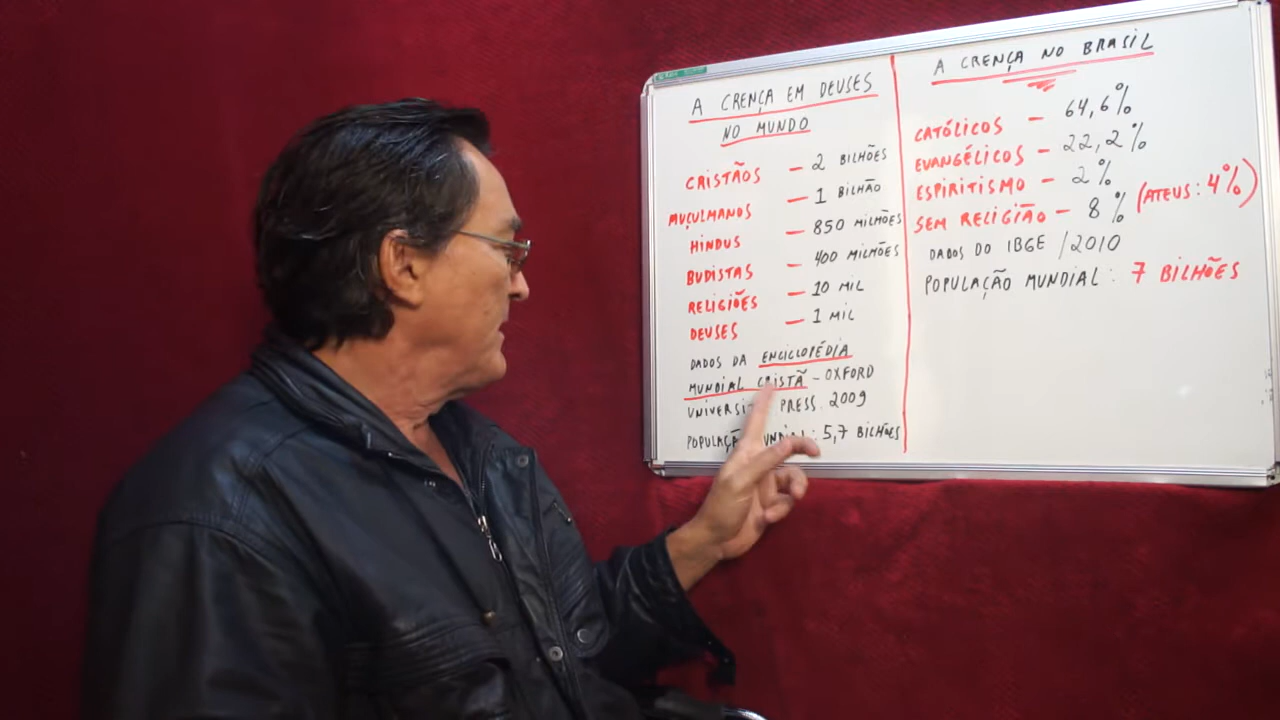 A CRENÇA EM DEUSES
NO MUNDO
CRISTÃOS — 2 BILHÕES
MUÇULMANOS — 1 BILHÃO
HINDUS — 850 MILHÕES
BUDISTAS — 400 MILHÕES
RELIGIÕES — 10 MIL
DEUSES — 1 MIL
DADOS DA ENCICLOPÉDIA
MUNDIAL CRISTÃ - OXFORD
PRESS. 2009
5,7 BILHÕES
A CRENÇA NO BRASIL
CATÓLICOS — 64,6%
EVANGÉLICOS — 22,2%
ESPIRITISMO — 2%
SEM RELIGIÃO — 8% (ATEUS: 4%)
DADOS DO IBGE / 2010
POPULAÇÃO MUNDIAL: 7 BILHÕES